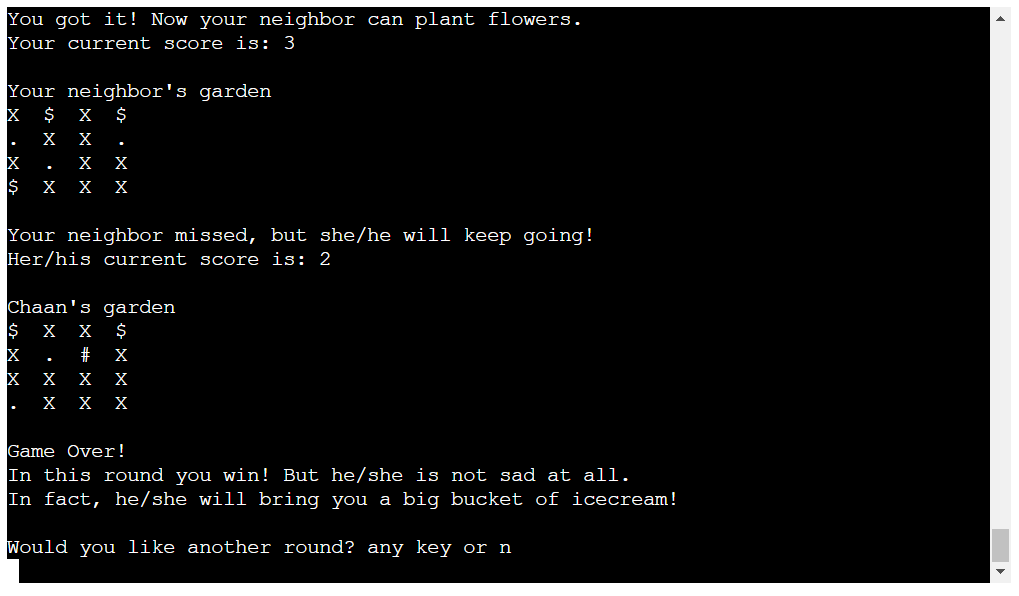 You got it! Now your neighbor can plant flowers.
Your current score is: 3
Your neighbor's garden
X $ X $
. X X .
X . X X
$ X X X
Your neighbor missed, but she/he will keep going!
Her/his current score is: 2
Chaan's garden
$ X X $
X . # X
X X X X
. X X X
Game Over!
In this round you win! But he/she is not sad at all.
In fact, he/she will bring you a big bucket of icecream!
Would you like another round? any key or n